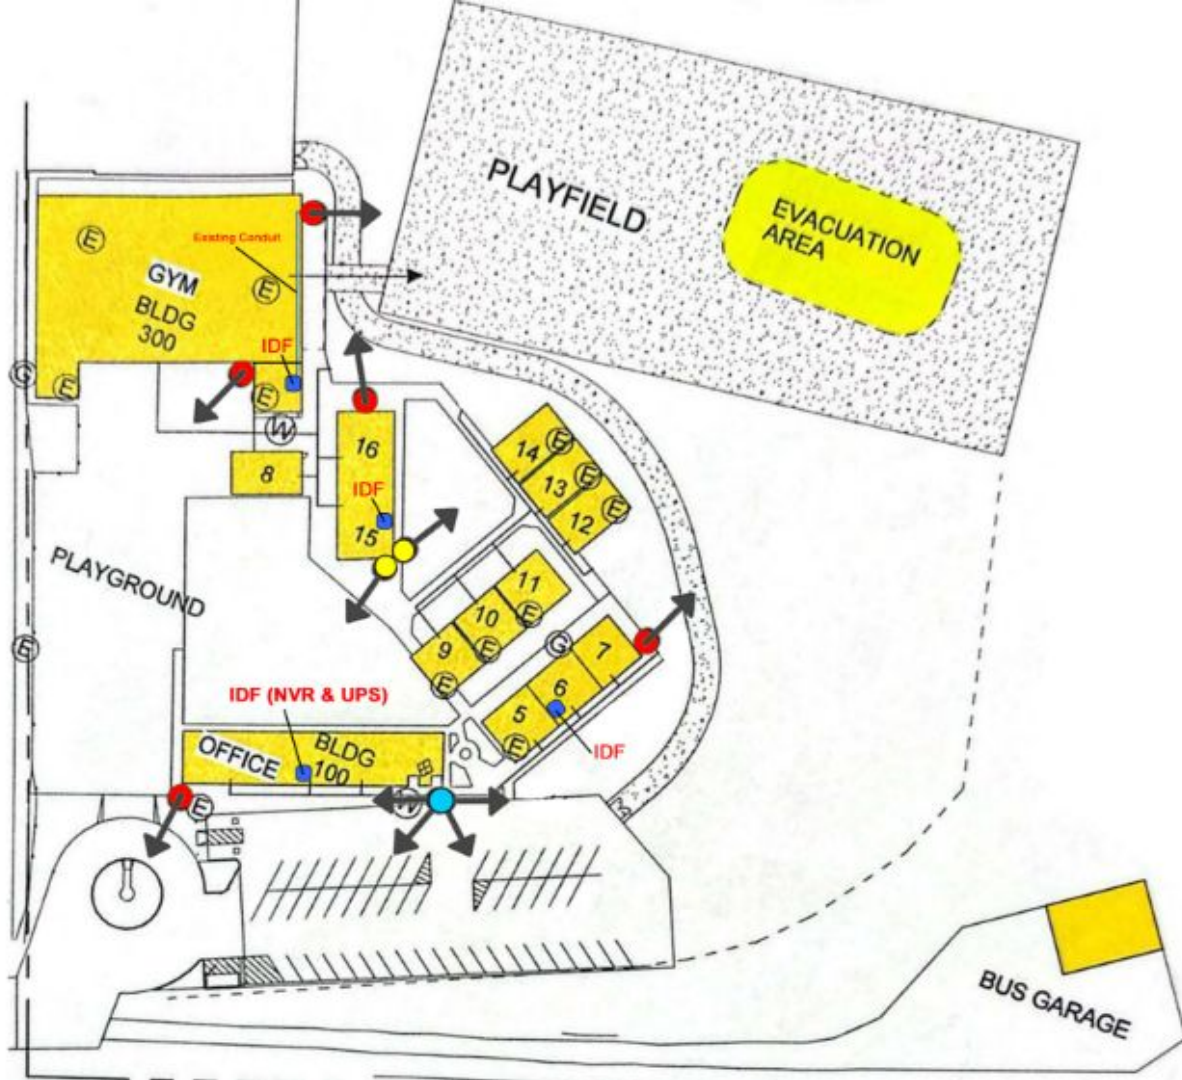 PLAYFIELD
EVACUATION
AREA
E
Existing Conduit
GYM
E
BLDG
300
IDF
G
E
E
W
16
14
E
8
13
E
IDF
12
E
15
PLAYGROUND
11
10
E
E
G
7
9
E
E
6
IDF (NVR & UPS)
5
E
IDF
OFFICE
BLDG
100
E
W
BUS GARAGE